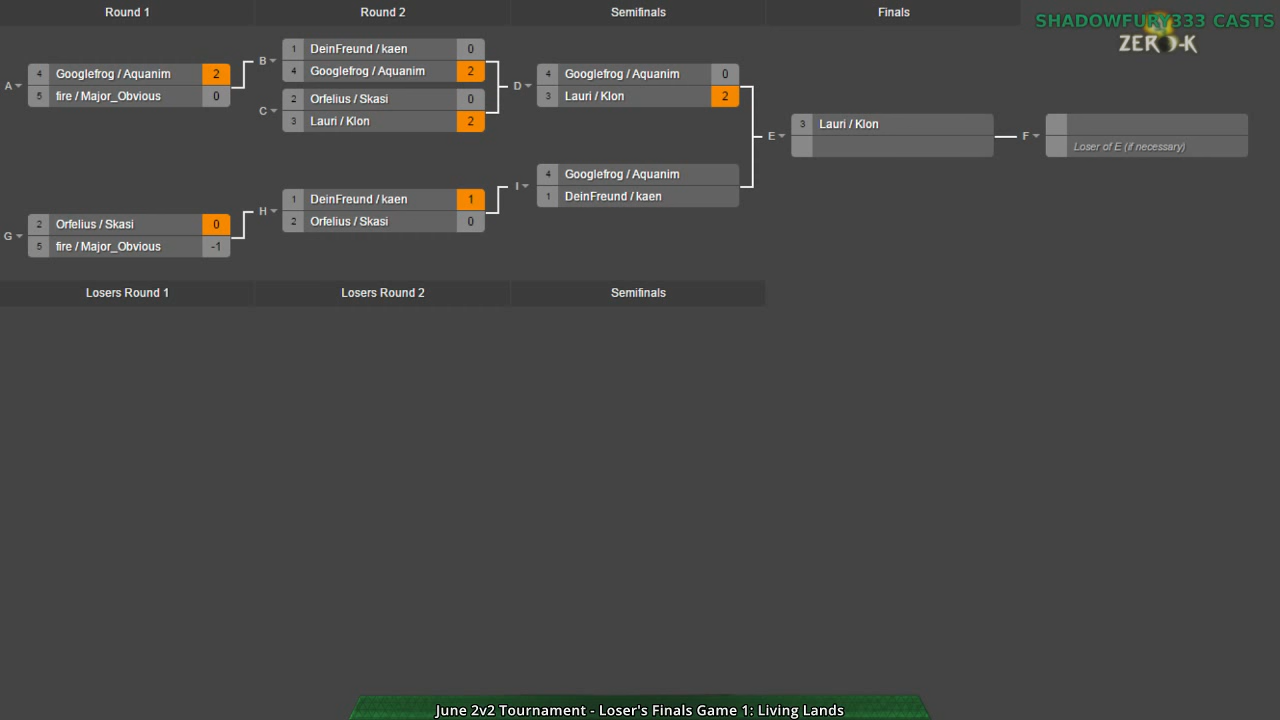 Round 1
Round 2
Semifinals
Finals
SHADOWFURY333 CASTS
ZERO-K
A
4 Googlefrog / Aquanim 2
5 fire / Major_Obvious 0
B
1 DeinFreund / kaen 0
4 Googlefrog / Aquanim 2
C
2 Orfelius / Skasi 0
3 Lauri / Klon 2
D
4 Googlefrog / Aquanim 0
3 Lauri / Klon 2
E
3 Lauri / Klon
F
Loser of E (if necessary)
G
2 Orfelius / Skasi 0
5 fire / Major_Obvious -1
H
1 DeinFreund / kaen 1
2 Orfelius / Skasi 0
I
4 Googlefrog / Aquanim
1 DeinFreund / kaen
Losers Round 1
Losers Round 2
Semifinals
June 2v2 Tournament - Loser's Finals Game 1: Living Lands